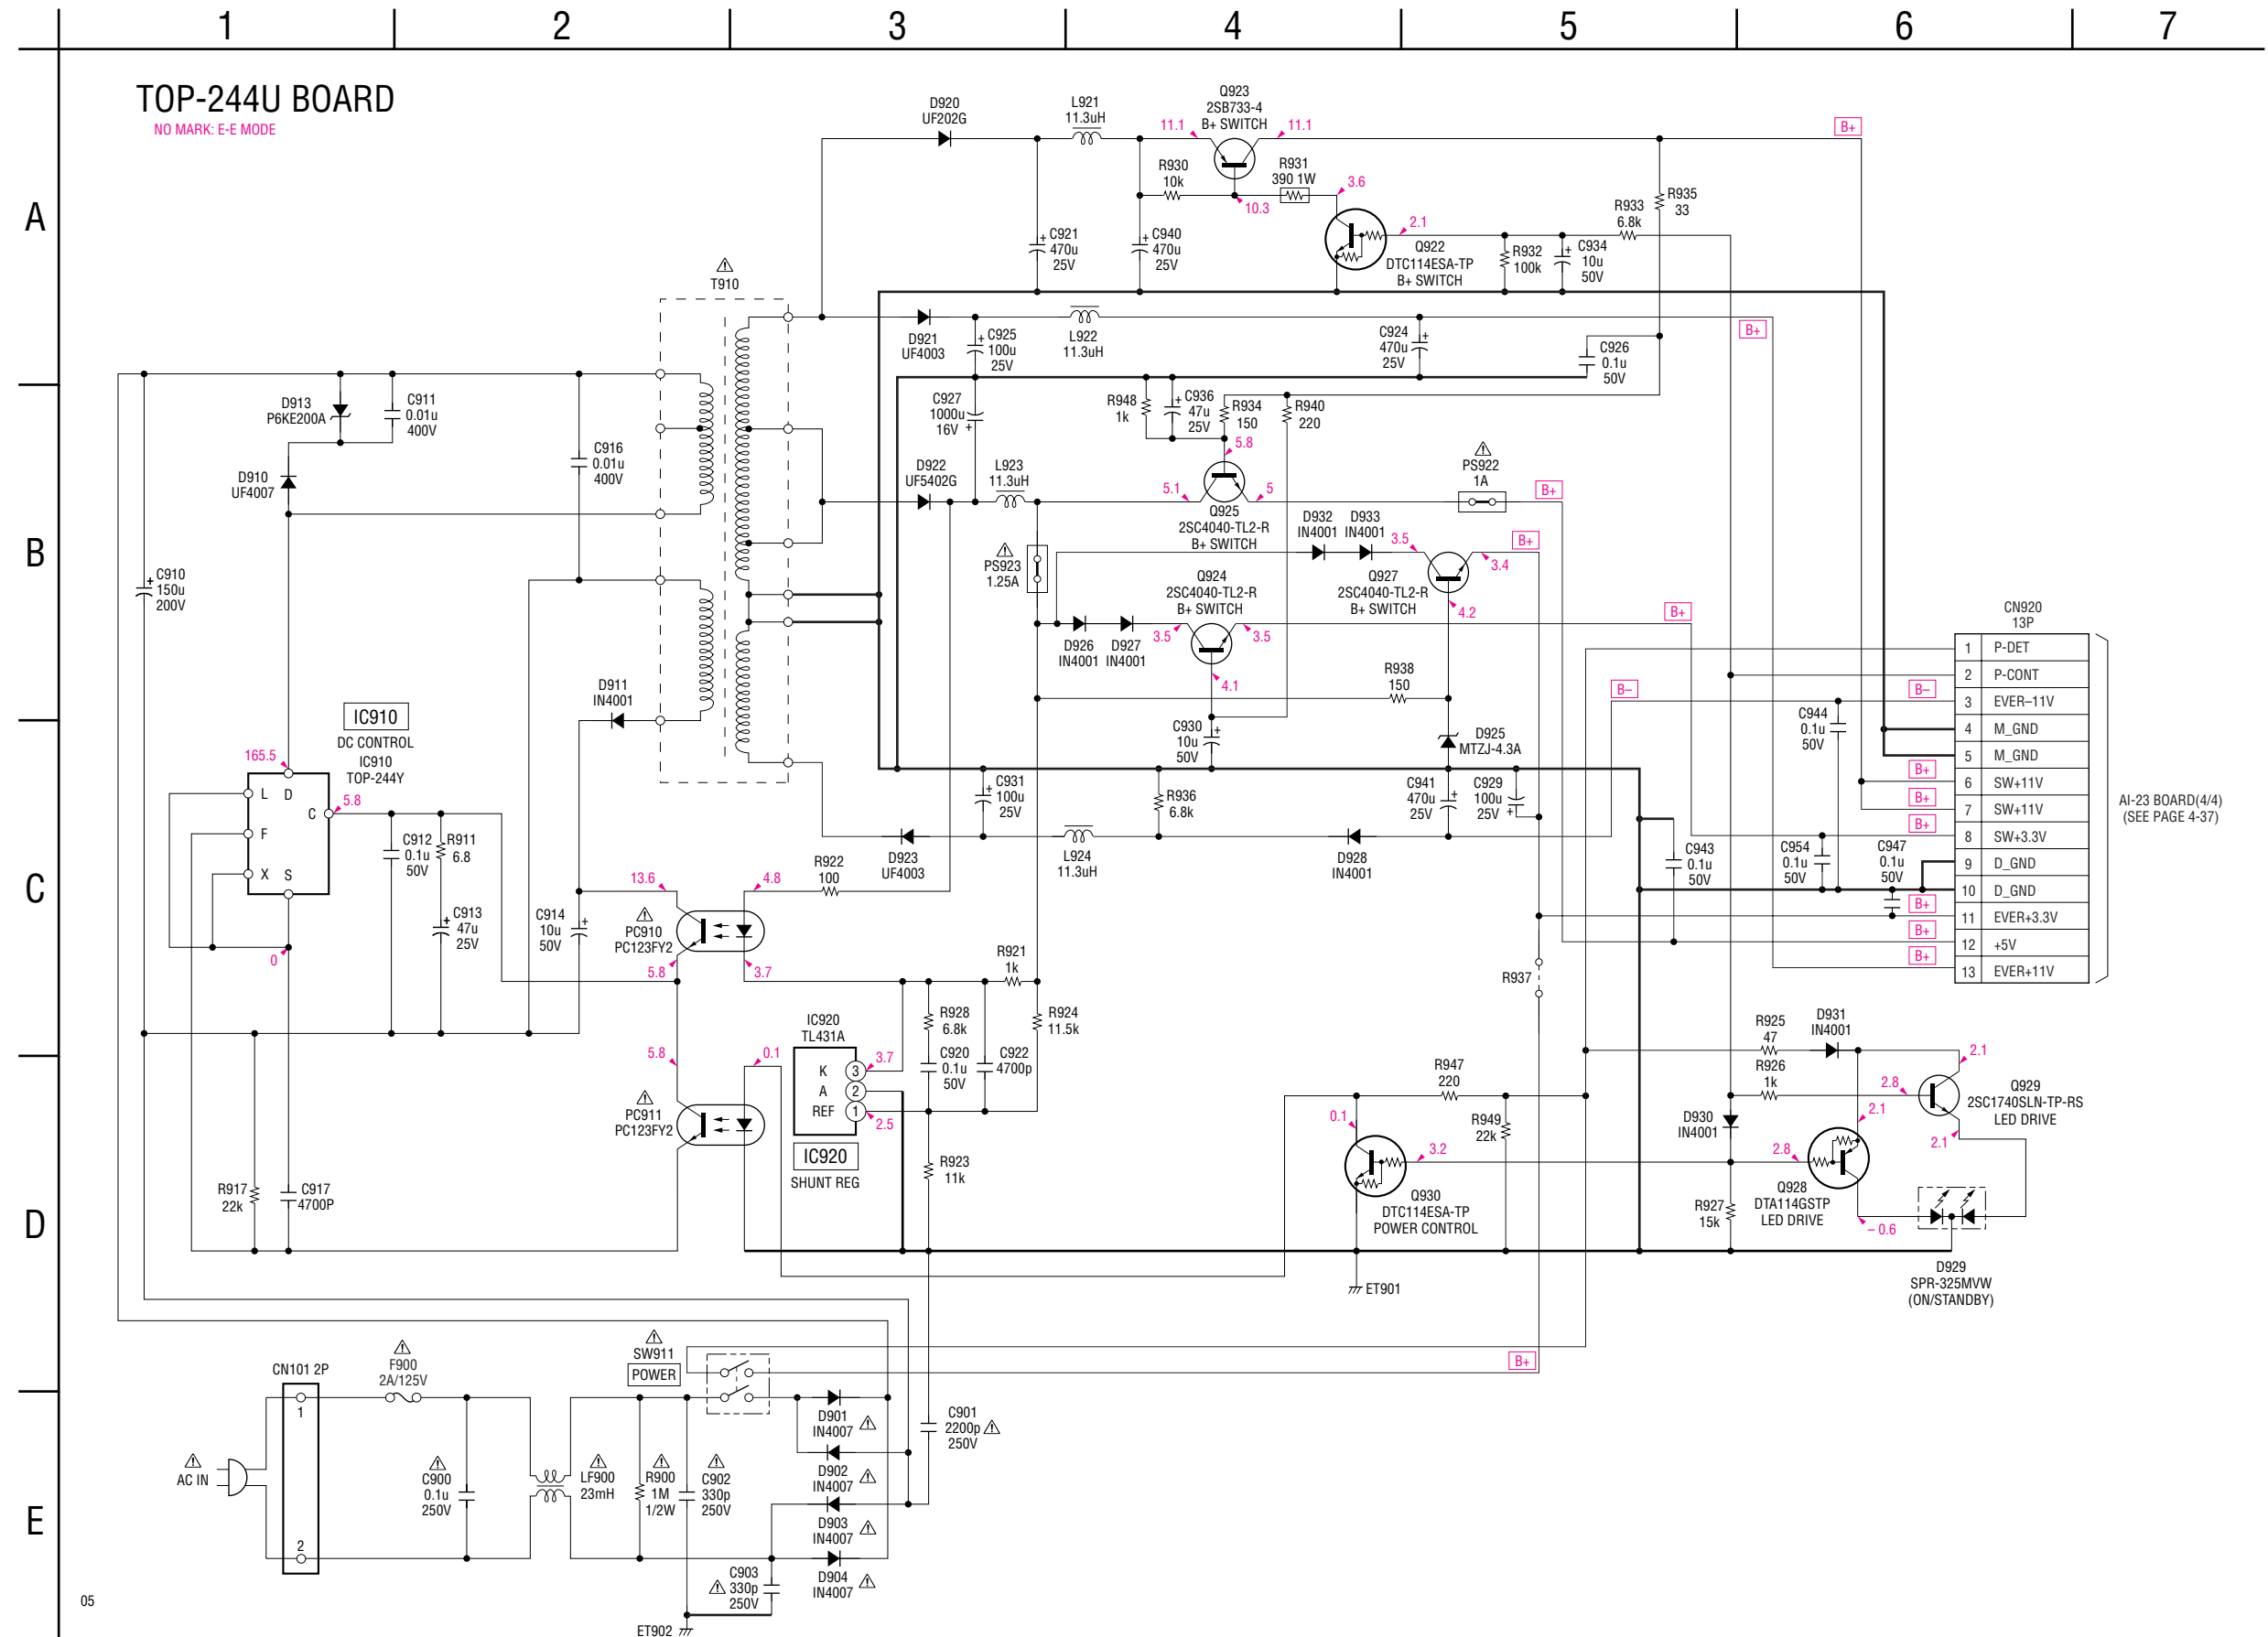 1 2 3 4 5 6 7
TOP-244U BOARD
NO MARK: E-E MODE
A
B
C
D
E
D920
UF202G
L921
11.3uH
Q923
2SB733-4
B+ SWITCH
11.1
11.1
B+
R930
10k
R931
390 1W
3.6
10.3
2.1
R933
6.8k
R935
33
C921
470u
25V
C940
470u
25V
Q922
DTC114ESA-TP
B+ SWITCH
R932
100k
C934
10u
50V
T910
D921
UF4003
C925
100u
25V
L922
11.3uH
C924
470u
25V
C926
0.1u
50V
B+
D913
P6KE200A
C911
0.01u
400V
C916
0.01u
400V
D910
UF4007
C927
1000u
16V
R948
1k
C936
47u
25V
R934
150
R940
220
5.8
D922
UF5402G
L923
11.3uH
5.1
5
Q925
2SC4040-TL2-R
B+ SWITCH
PS922
1A
B+
D932
IN4001
D933
IN4001
3.5
B+
3.4
PS923
1.25A
Q924
2SC4040-TL2-R
B+ SWITCH
Q927
2SC4040-TL2-R
B+ SWITCH
4.2
B+
C910
150u
200V
D926
IN4001
D927
IN4001
3.5
3.5
4.1
R938
150
D911
IN4001
B–
B–
C930
10u
50V
D925
MTZJ-4.3A
C944
0.1u
50V
CN920
13P
1 P-DET
2 P-CONT
3 EVER–11V
4 M_GND
5 M_GND
6 SW+11V
7 SW+11V
8 SW+3.3V
9 D_GND
10 D_GND
11 EVER+3.3V
12 +5V
13 EVER+11V
B+
B+
B+
B+
B+
B+
AI-23 BOARD(4/4)
(SEE PAGE 4-37)
IC910
DC CONTROL
IC910
TOP-244Y
165.5
L D
C
F
X S
5.8
0
C912
0.1u
50V
R911
6.8
C913
47u
25V
C914
10u
50V
C931
100u
25V
R936
6.8k
C941
470u
25V
C929
100u
25V
D923
UF4003
L924
11.3uH
D928
IN4001
R922
100
13.6
4.8
PC910
PC123FY2
5.8
3.7
C943
0.1u
50V
C954
0.1u
50V
C947
0.1u
50V
R921
1k
R937
R928
6.8k
R924
11.5k
IC920
TL431A
K 3
A 2
REF 1
3.7
2.5
IC920
SHUNT REG
C920
0.1u
50V
C922
4700p
5.8
0.1
PC911
PC123FY2
R923
11k
R917
22k
C917
4700P
R947
220
R949
22k
0.1
3.2
Q930
DTC114ESA-TP
POWER CONTROL
ET901
R925
47
D931
IN4001
R926
1k
2.1
2.8
2.1
Q929
2SC1740SLN-TP-RS
LED DRIVE
D930
IN4001
2.1
2.8
Q928
DTA114GSTP
LED DRIVE
R927
15k
– 0.6
D929
SPR-325MVW
(ON/STANDBY)
CN101 2P
1
2
F900
2A/125V
SW911
POWER
B+
AC IN
C900
0.1u
250V
LF900
23mH
R900
1M
1/2W
C902
330p
250V
D901
IN4007
D902
IN4007
D903
IN4007
D904
IN4007
C901
2200p
250V
C903
330p
250V
ET902
05